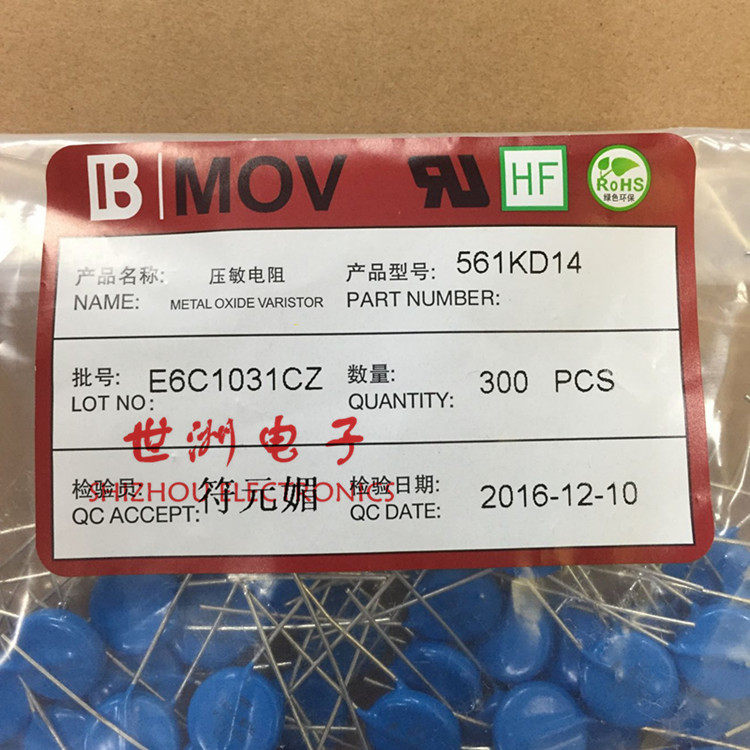 B MOV RU HF RoHS
绿色环保
产品名称: 压敏电阻 产品型号: 561KD14
NAME: METAL OXIDE VARISTOR PART NUMBER:
批号: E6C1031CZ 数量: 300 PCS
LOT NO: QUANTITY:
世洲电子
检验员: 符元媚 检验日期: 2016-12-10
SHIZHOU ELECTRONICS
QC ACCEPT: QC DATE: